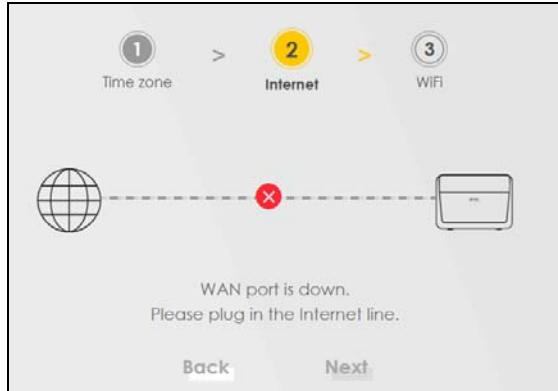 1 > 2 > 3
Time zone Internet WiFi
WAN port is down.
Please plug in the Internet line.
Back Next